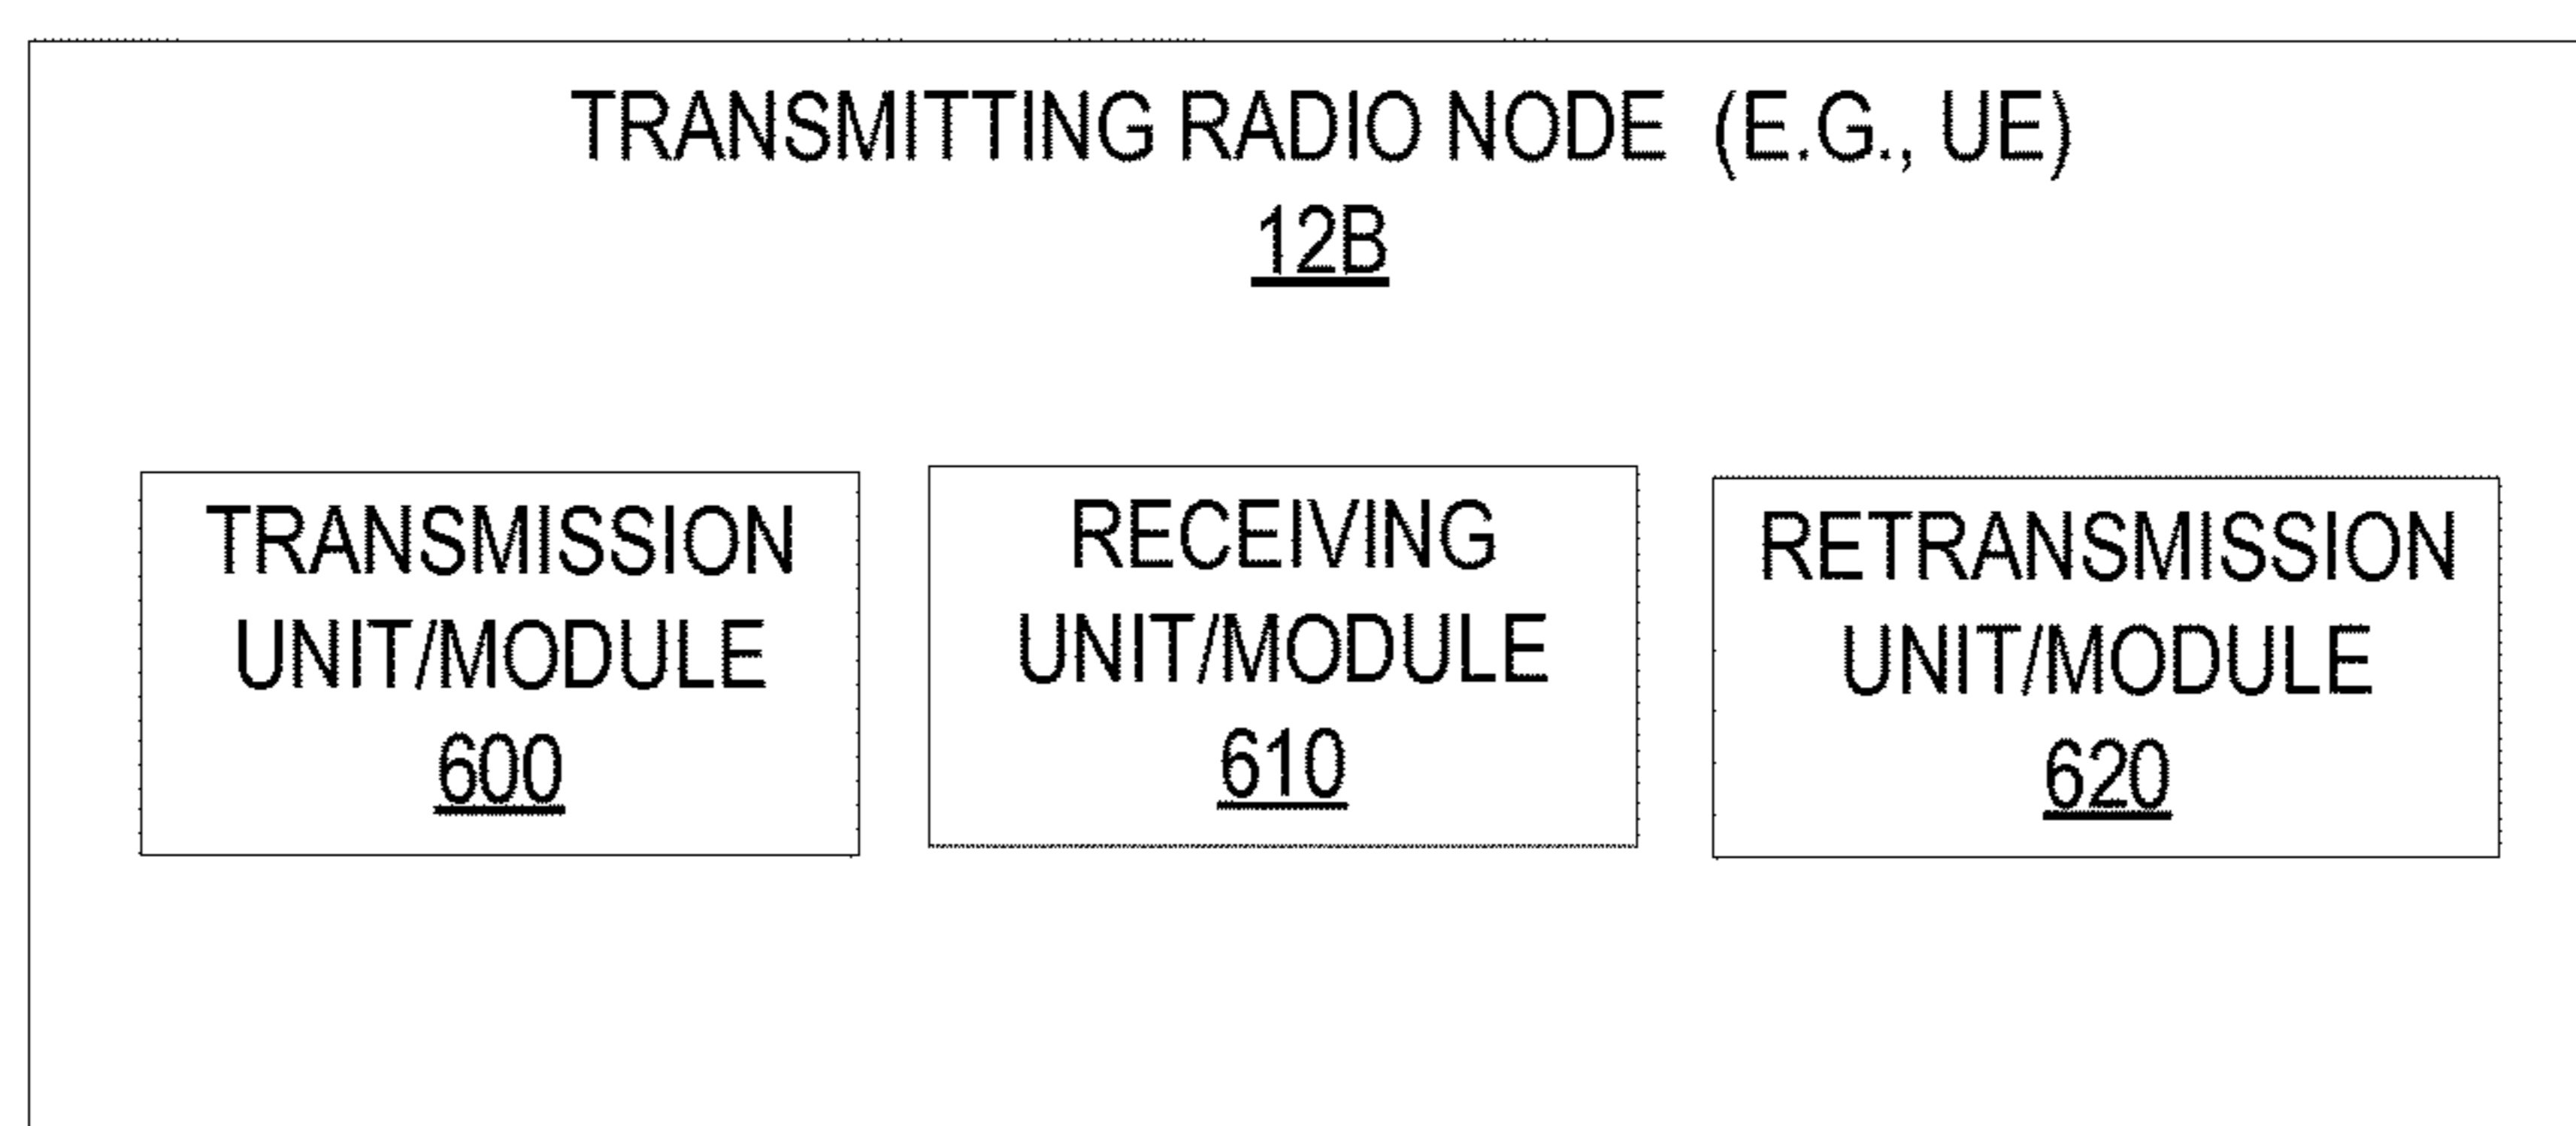 TRANSMITTING RADIO NODE (E.G., UE)
12B
TRANSMISSION
UNIT/MODULE
600
RECEIVING
UNIT/MODULE
610
RETRANSMISSION
UNIT/MODULE
620